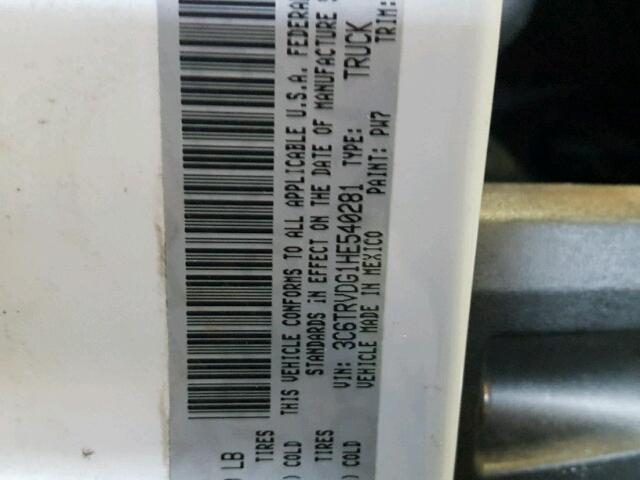 LB
TIRES
) COLD
TIRES
) COLD
THIS VEHICLE CONFORMS TO ALL APPLICABLE U.S.A. FEDERA
STANDARDS IN EFFECT ON THE DATE OF MANUFACTURE
VIN: 3C6TRVDG1HE540281 TYPE: TRUCK
VEHICLE MADE IN MEXICO PAINT: PW7 TRIM: